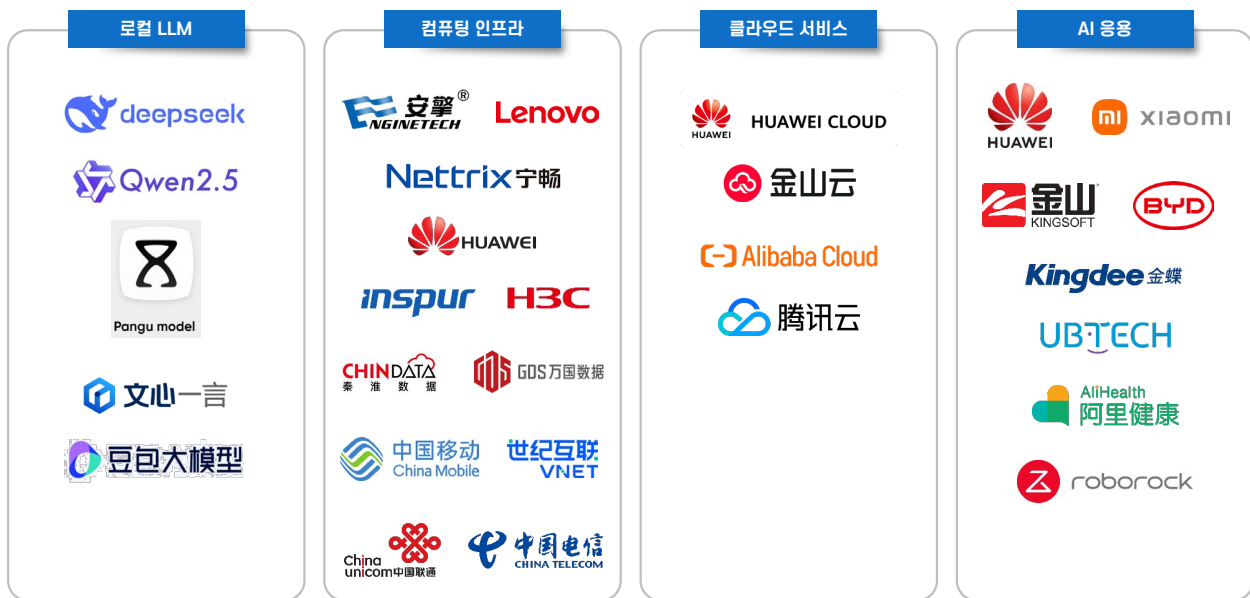 로컬 LLM
deepseek
Qwen2.5
Pangu model
文心一言
豆包大模型
컴퓨팅 인프라
安擎®
ENGINETECH
Lenovo
Nettrix宁畅
HUAWEI
inspur
H3C
CHINDATA
秦淮数据
GDS万国数据
中国移动
China Mobile
世纪互联
VNET
China
unicom中国联通
中国电信
CHINA TELECOM
클라우드 서비스
HUAWEI
HUAWEI CLOUD
金山云
Alibaba Cloud
腾讯云
AI 응용
HUAWEI
mi
xiaomi
金山
KINGSOFT
BYD
Kingdee金蝶
UBTECH
AliHealth
阿里健康
roborock